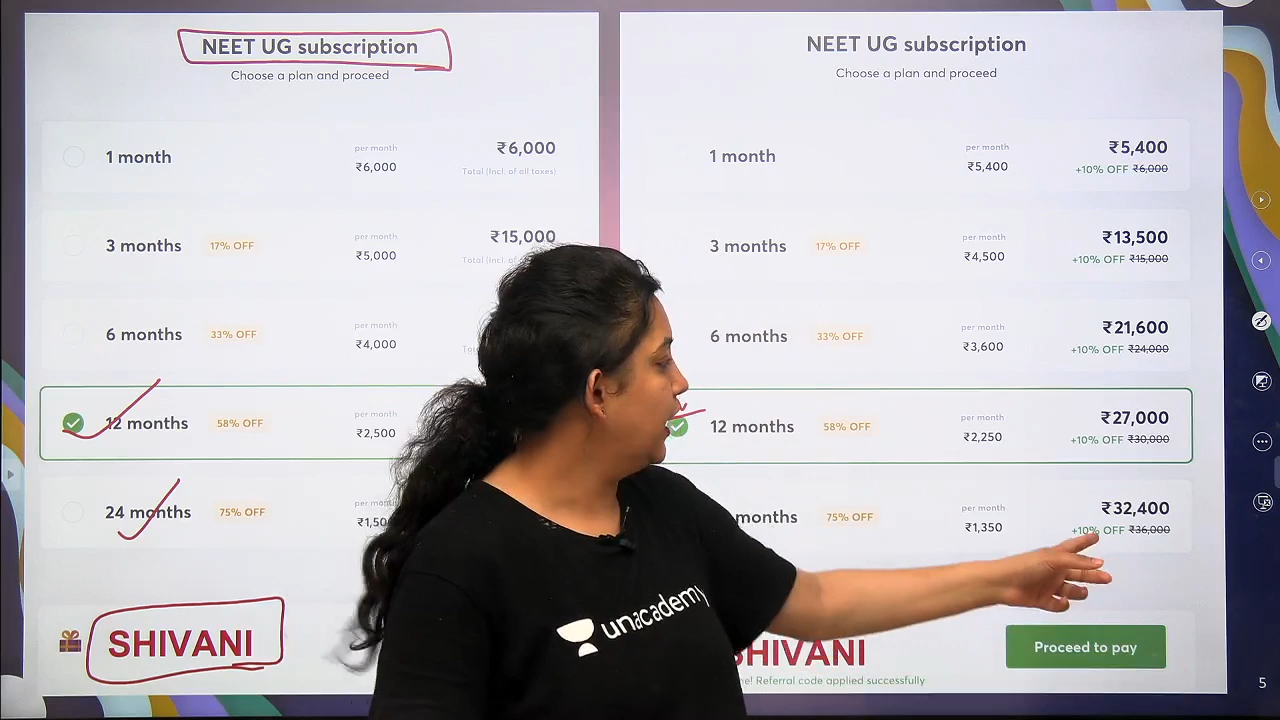 NEET UG subscription
Choose a plan and proceed
1 month
per month
₹6,000
₹6,000
Total (Incl. of all taxes)
3 months
17% OFF
per month
₹5,000
₹15,000
Total (Incl. of
6 months
33% OFF
per month
₹4,000
12 months
58% OFF
per month
₹2,500
24 months
75% OFF
per month
SHIVANI
NEET UG subscription
Choose a plan and proceed
1 month
per month
₹5,400
₹5,400
+10% OFF ₹6,000
3 months
17% OFF
per month
₹4,500
₹13,500
+10% OFF ₹15,000
6 months
33% OFF
per month
₹3,600
₹21,600
+10% OFF ₹24,000
12 months
58% OFF
per month
₹2,250
₹27,000
+10% OFF ₹30,000
months
75% OFF
per month
₹1,350
₹32,400
+10% OFF ₹36,000
SHIVANI
Referral code applied successfully
Proceed to pay
unacademy
5